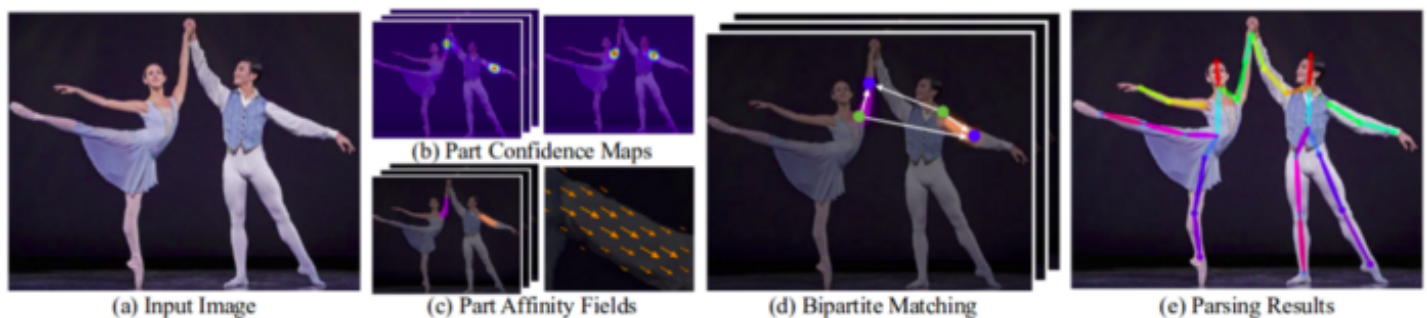 (b) Part Confidence Maps
(a) Input Image
(c) Part Affinity Fields
(d) Bipartite Matching
(e) Parsing Results